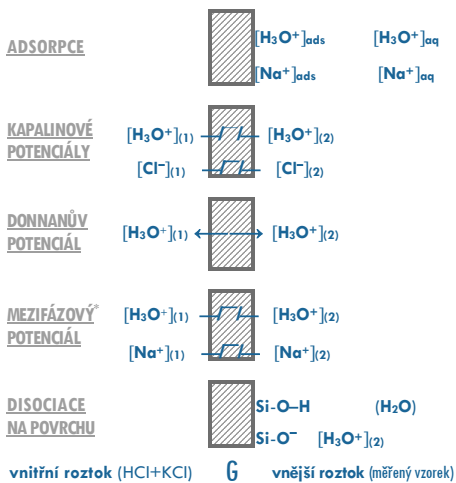 [H₃O⁺]ads [H₃O⁺]aq
ADSORPCE
[Na⁺]ads [Na⁺]aq
KAPALINOVÉ
POTENCIÁLY
[H₃O⁺](1) [H₃O⁺](2)
[Cl⁻](1) [Cl⁻](2)
DONNANŮV
POTENCIÁL
[H₃O⁺](1) [H₃O⁺](2)
MEZIFÁZOVÝ*
POTENCIÁL
[H₃O⁺](1) [H₃O⁺](2)
[Na⁺](1) [Na⁺](2)
DISOCIACE
NA POVRCHU
Si-O–H (H₂O)
Si-O⁻ [H₃O⁺](2)
vnitřní roztok (HCl+KCl) G vnější roztok (měřený vzorek)